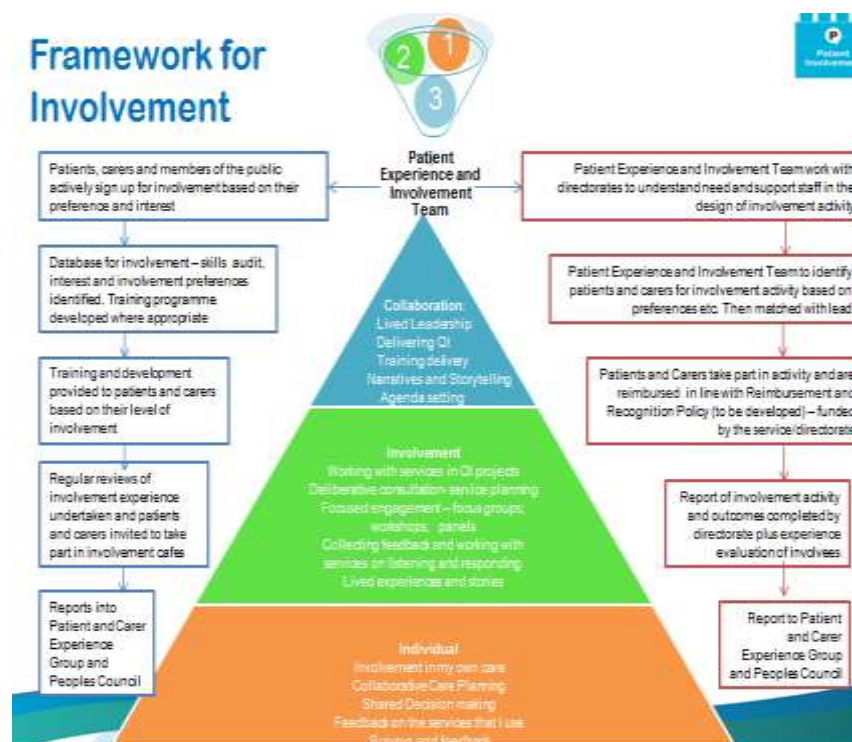 Framework for
Involvement
1
2
3
P
Patient
Involvement
Patient
Experience and
Involvement
Team
Patients, carers and members of the public
actively sign up for involvement based on their
preference and interest
Database for involvement – skills audit,
interest and involvement preferences
identified. Training programme
developed where appropriate
Training and development
provided to patients and carers
based on their level of
involvement
Regular reviews of
involvement experience
undertaken and patients
and carers invited to take
part in involvement cafes
Reports into
Patient and Carer
Experience
Group and
Peoples Council
Collaboration:
Lived Leadership
Delivering QI
Training delivery
Narratives and Storytelling
Agenda setting
Involvement
Working with services in QI projects
Deliberative consultation- service planning
Focused engagement – focus groups,
workshops, panels
Collecting feedback and working with
services on listening and responding
Lived experiences and stories
Individual
Involvement in my own care
Collaborative Care Planning
Shared Decision making
Feedback on the services that I use
Surveys and feedback
Patient Experience and Involvement Team work with
directorates to understand need and support staff in the
design of involvement activity
Patient Experience and Involvement Team to identify
patients and carers for involvement activity based on
preferences etc. Then matched with lead
Patients and Carers take part in activity and are
reimbursed in line with Reimbursement and
Recognition Policy (to be developed) – funded
by the service/directorate
Report of involvement activity
and outcomes completed by
directorate plus experience
evaluation of involvees
Report to Patient
and Carer
Experience Group
and Peoples Council